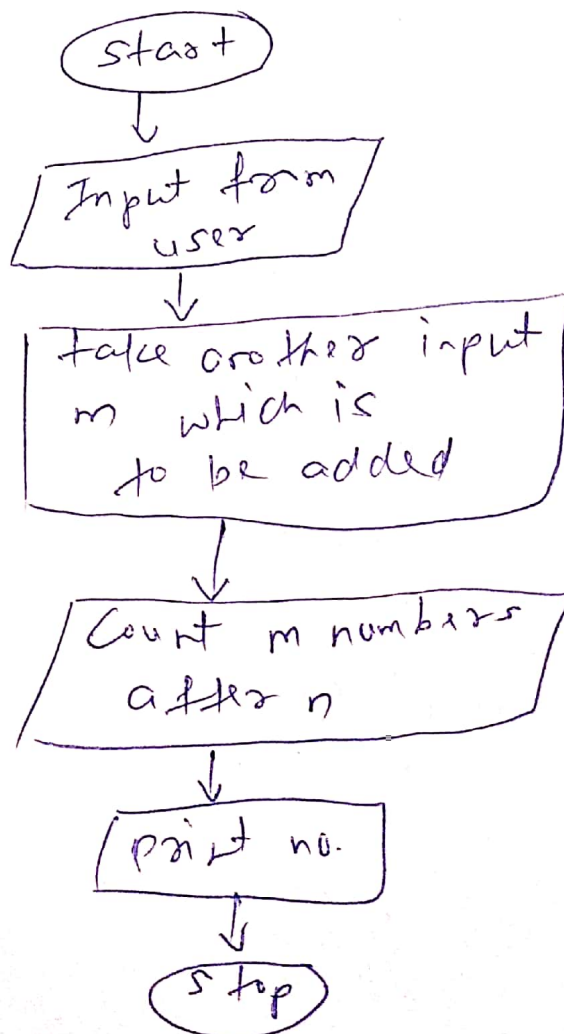 start
Input from
user
take another input
m which is
to be added
Count m numbers
after n
print no.
stop